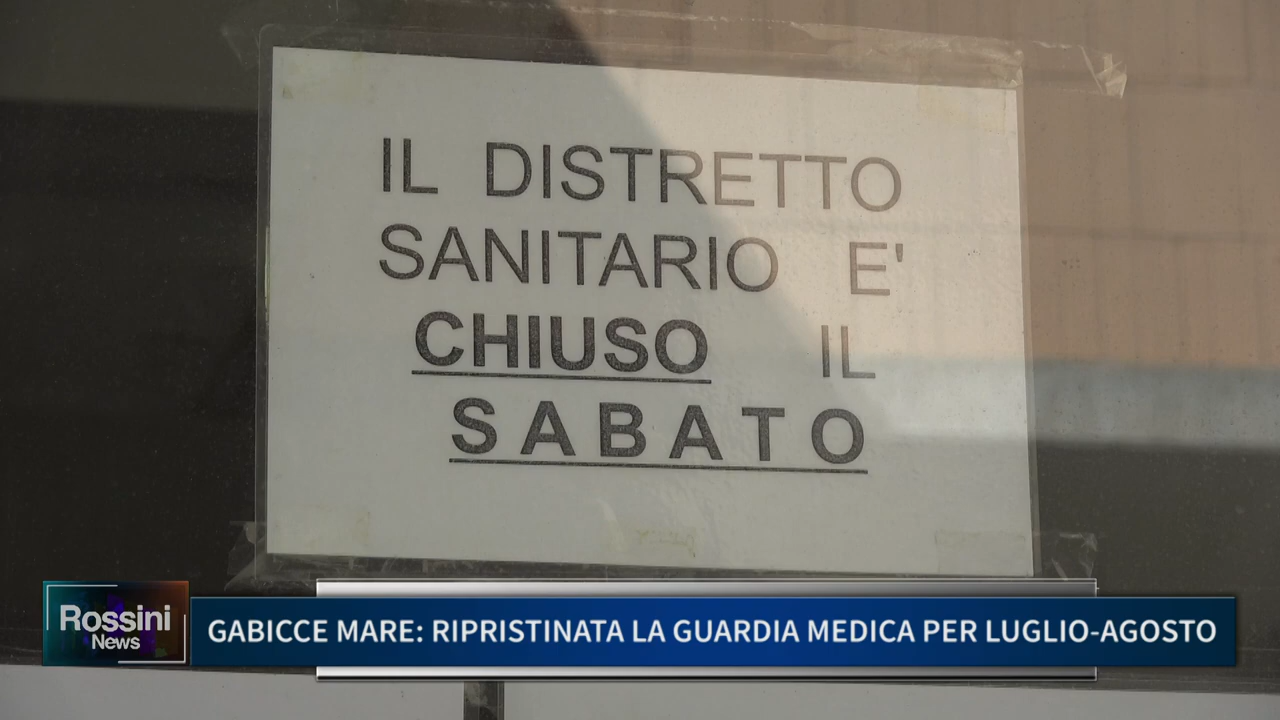 IL DISTRETTO
SANITARIO E'
CHIUSO IL
SABATO
Rossini
News
GABICCE MARE: RIPRISTINATA LA GUARDIA MEDICA PER LUGLIO-AGOSTO